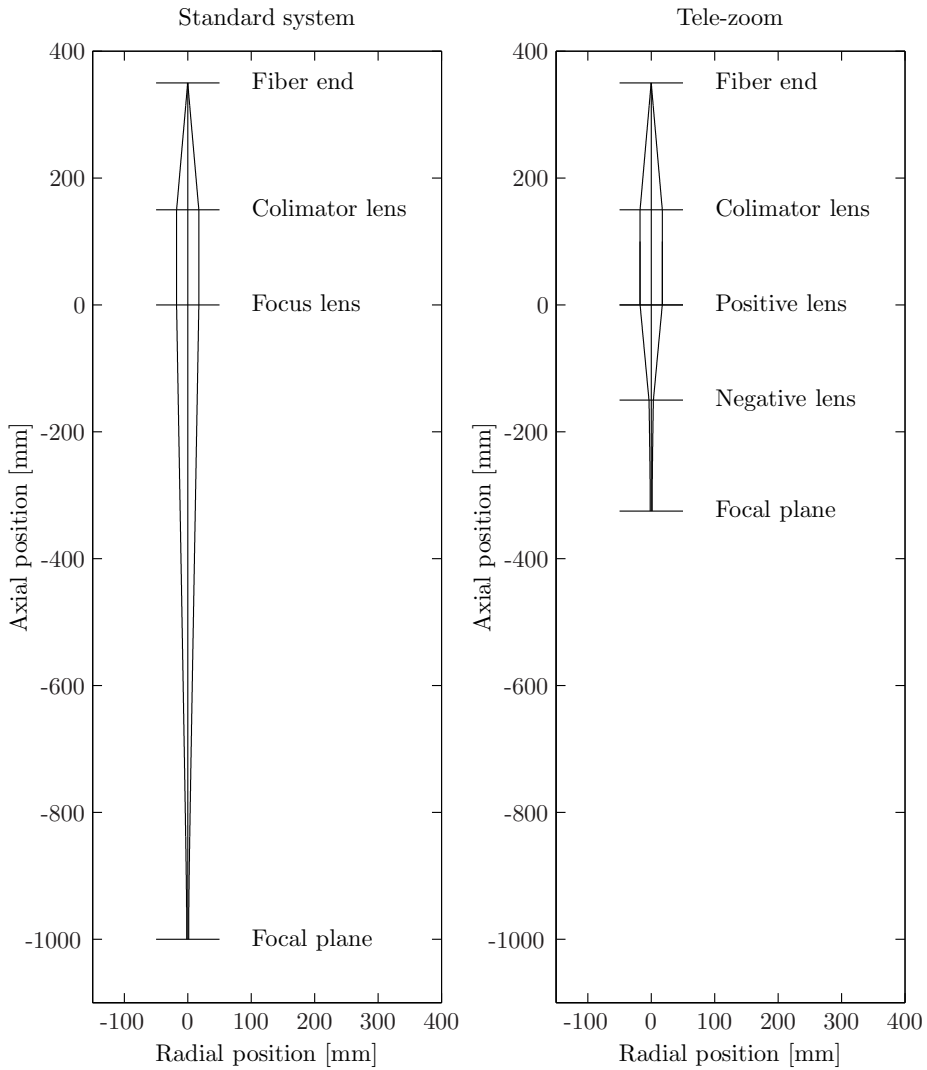 Standard system
400
Fiber end
200
Colimator lens
0
Focus lens
-200
-400
-600
-800
-1000
Focal plane
Axial position [mm]
-100 0 100 200 300 400
Radial position [mm]
Tele-zoom
400
Fiber end
200
Colimator lens
0
Positive lens
Negative lens
-200
Focal plane
-400
-600
-800
-1000
Axial position [mm]
-100 0 100 200 300 400
Radial position [mm]